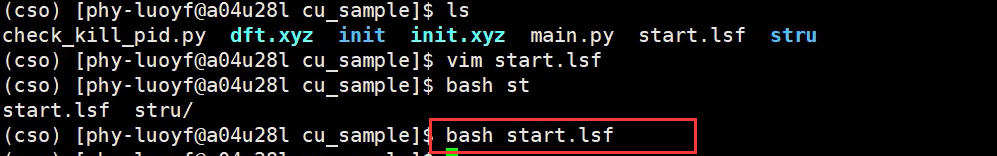 (cso) [phy-luoyf@a04u28l cu_sample]$ ls
check_kill_pid.py  dft.xyz  init  init.xyz  main.py  start.lsf  stru
(cso) [phy-luoyf@a04u28l cu_sample]$ vim start.lsf
(cso) [phy-luoyf@a04u28l cu_sample]$ bash st
start.lsf  stru/
(cso) [phy-luoyf@a04u28l cu_sample]$ bash start.lsf